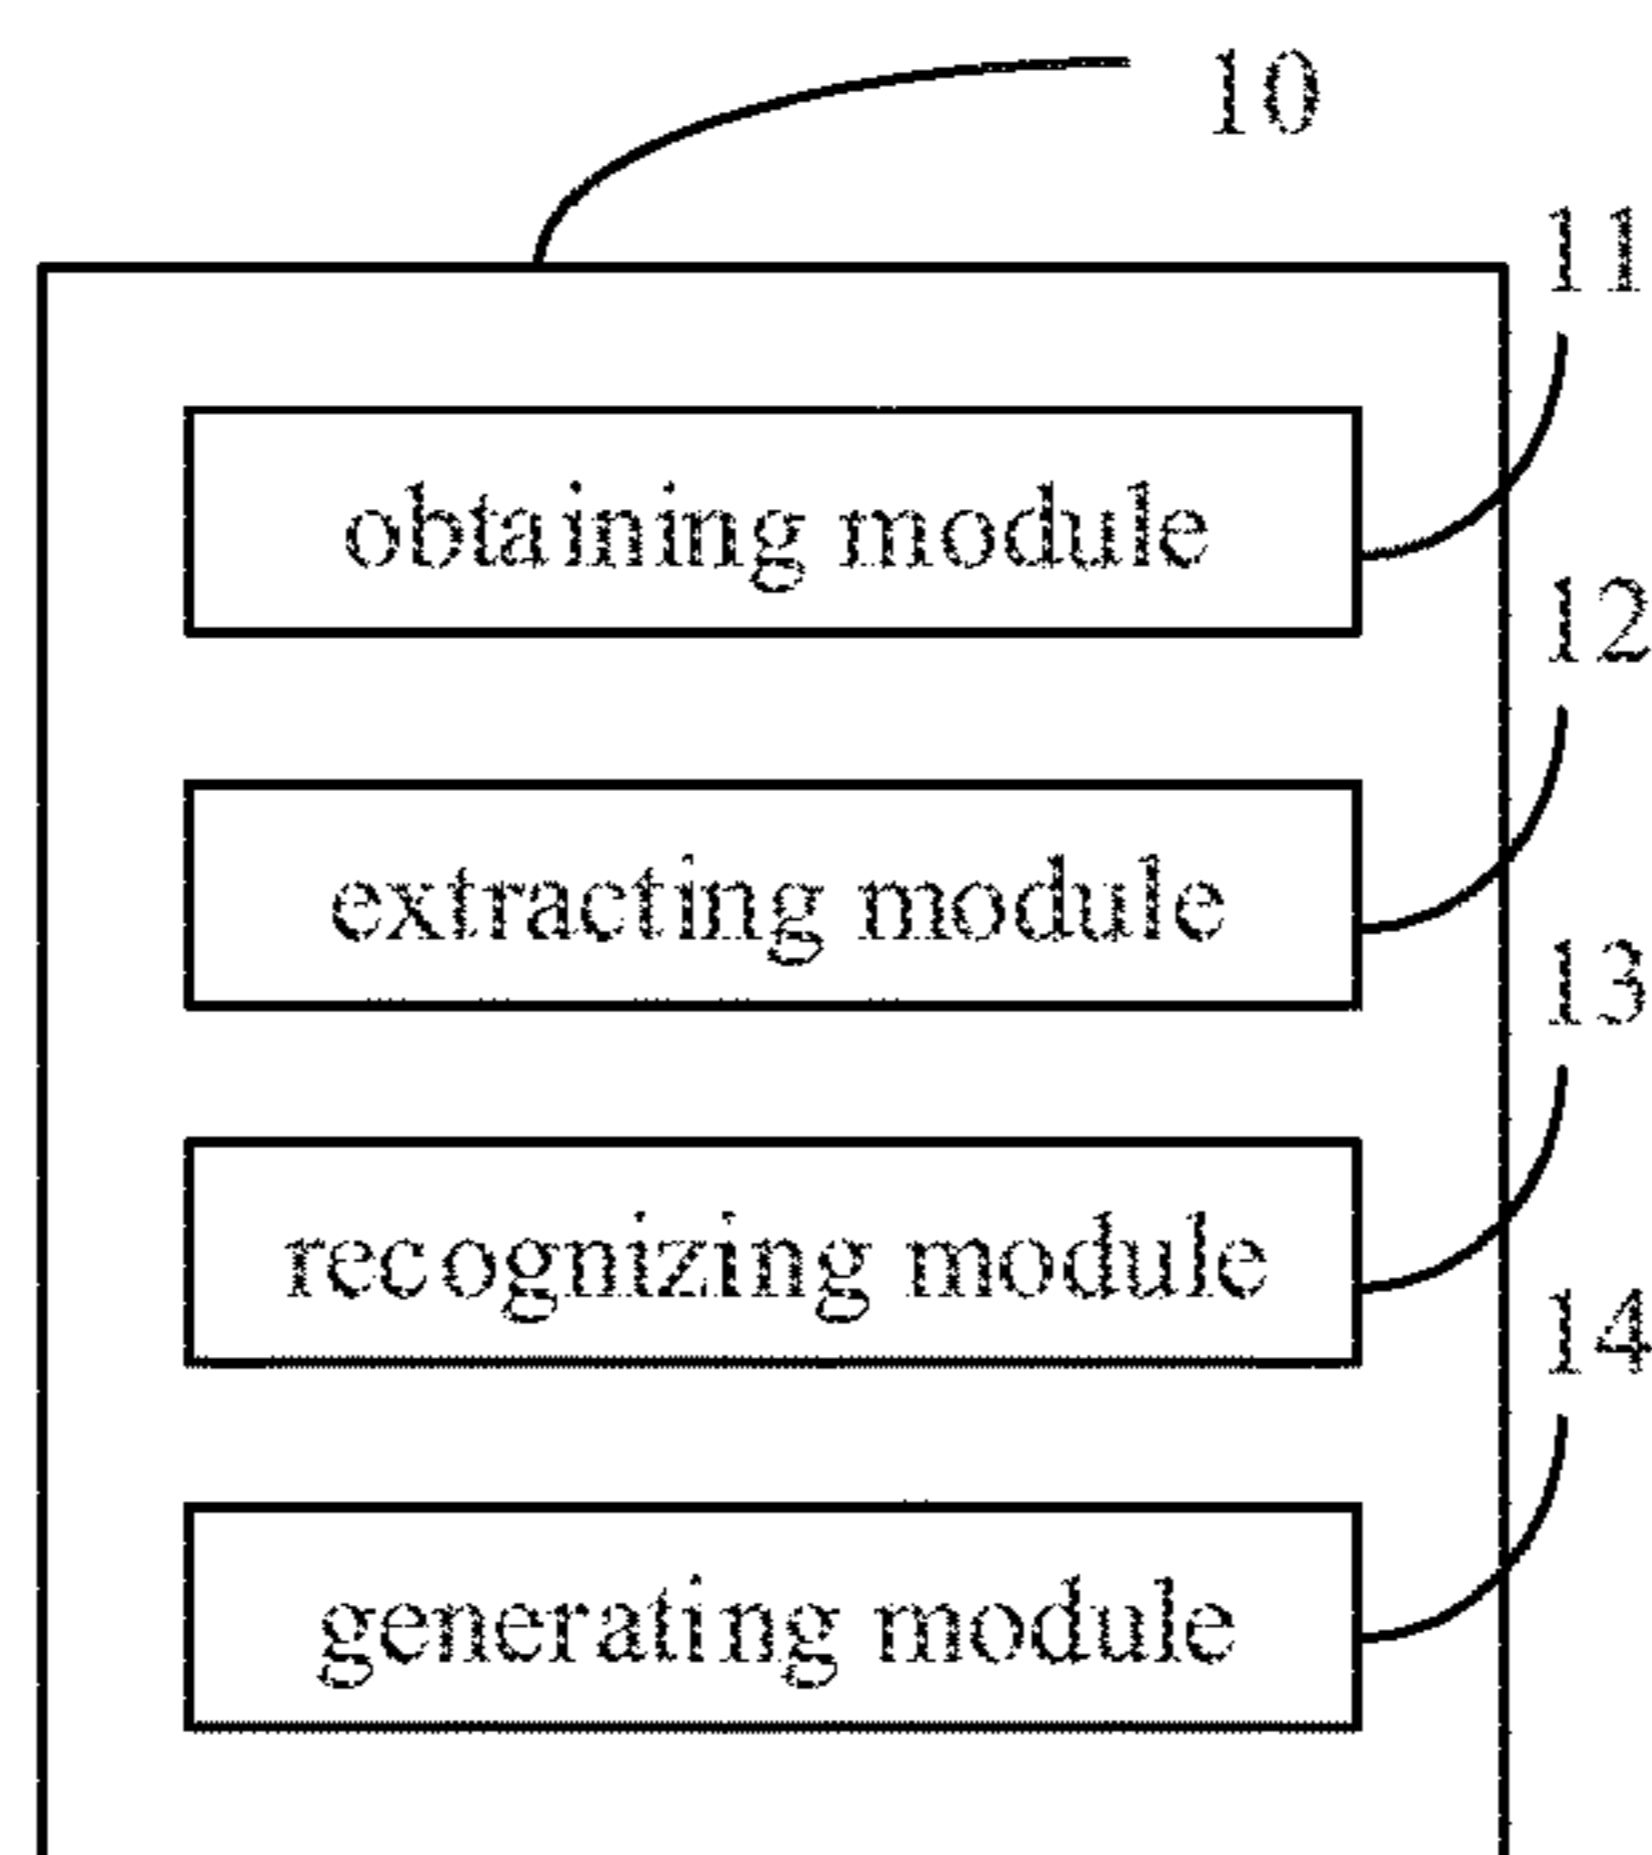 10
11
obtaining module
12
extracting module
13
recognizing module
14
generating module